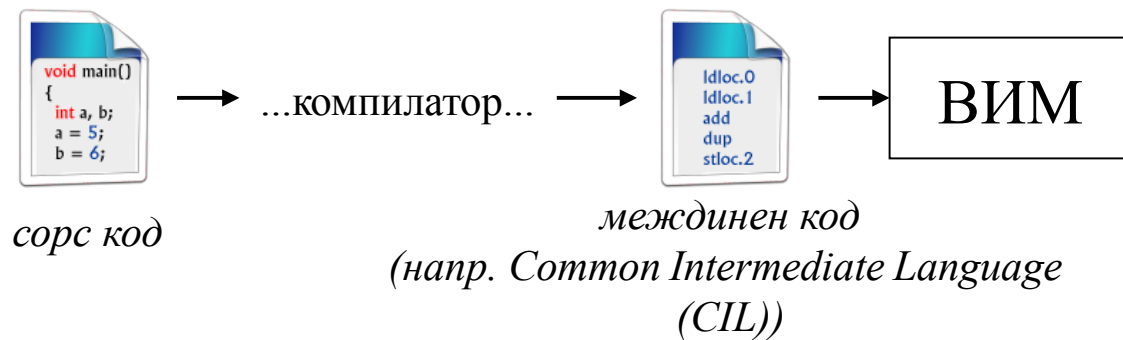 void main()
{
int a, b;
a = 5;
b = 6;
...компилатор...
ldloc.0
ldloc.1
add
dup
stloc.2
ВИМ
сорс код
междинен код
(напр. Common Intermediate Language
(CIL))